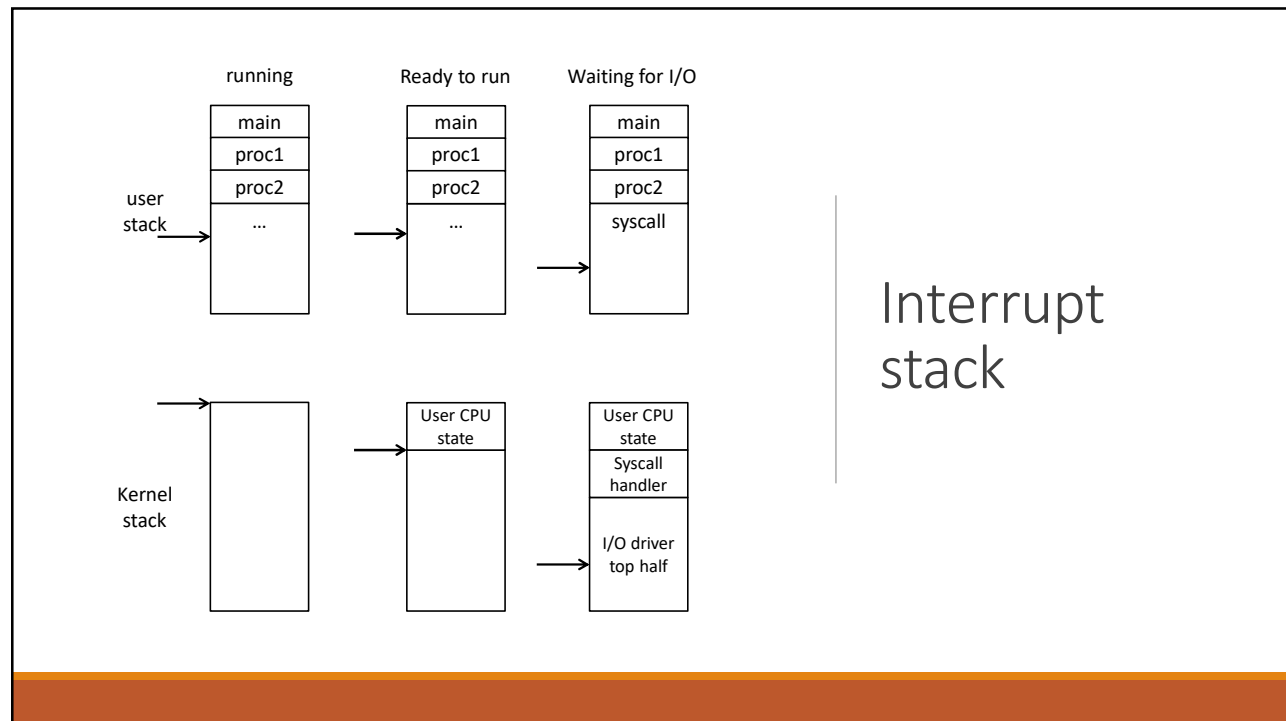 running
Ready to run
Waiting for I/O
main
main
main
proc1
proc1
proc1
proc2
proc2
proc2
user
stack
...
...
syscall
Interrupt
stack
Kernel
stack
User CPU
state
User CPU
state
Syscall
handler
I/O driver
top half